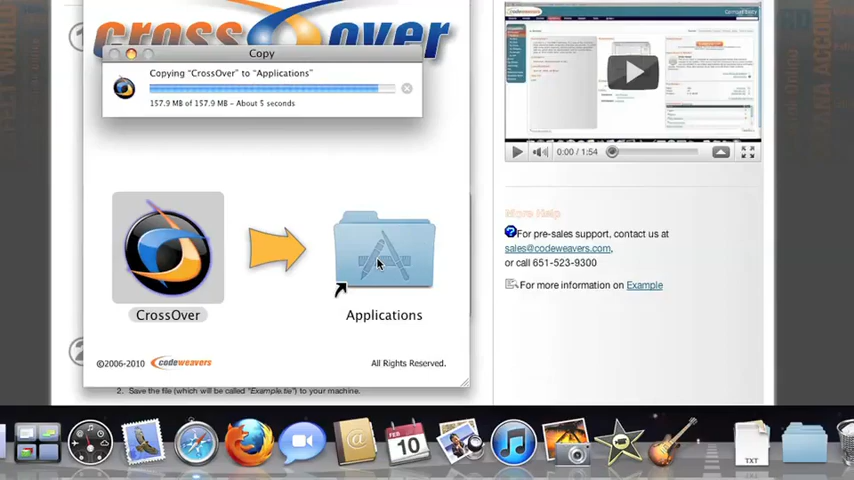 crossover
Copy
Copying “CrossOver” to “Applications”
157.9 MB of 157.9 MB – About 5 seconds
CrossOver
Applications
©2006-2010 codeweavers
All Rights Reserved.
2. Save the file (which will be called "Example.tie") to your machine.
0:00 / 1:54
More Help
For pre-sales support, contact us at
sales@codeweavers.com,
or call 651-523-9300
For more information on Example
FEB
10
TXT